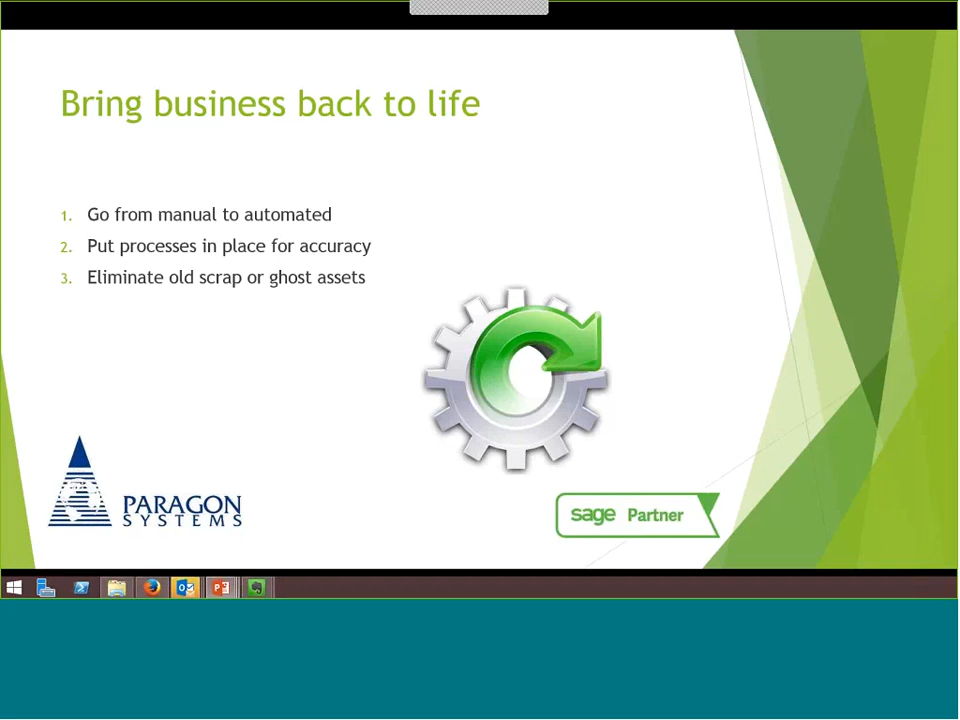 Bring business back to life
1. Go from manual to automated
2. Put processes in place for accuracy
3. Eliminate old scrap or ghost assets
PARAGON
SYSTEMS
sage Partner